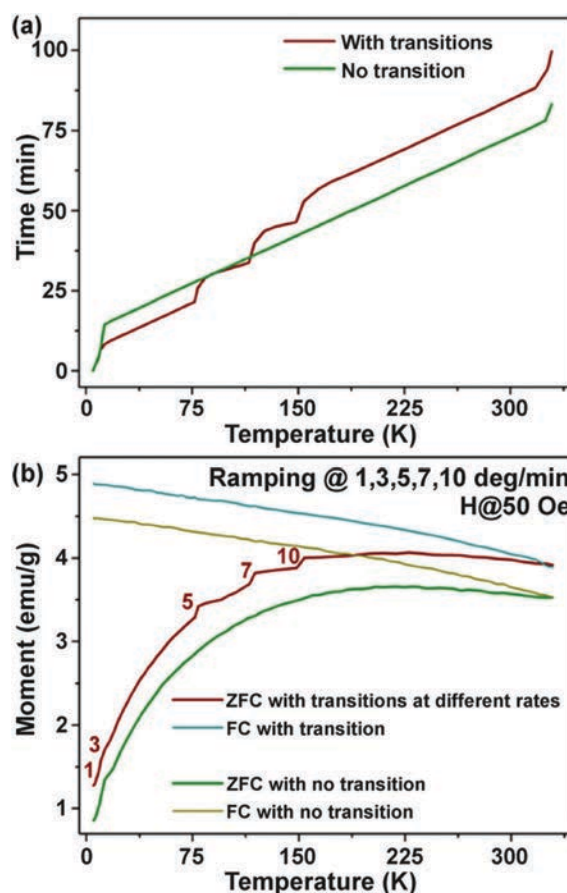 (a)
With transitions
No transition
100
75
50
25
0
Time (min)
0 75 150 225 300
Temperature (K)
(b)
Ramping @ 1,3,5,7,10 deg/min
H@50 Oe
5
4
3
2
1
Moment (emu/g)
10
7
5
3
1
ZFC with transitions at different rates
FC with transition
ZFC with no transition
FC with no transition
0 75 150 225 300
Temperature (K)